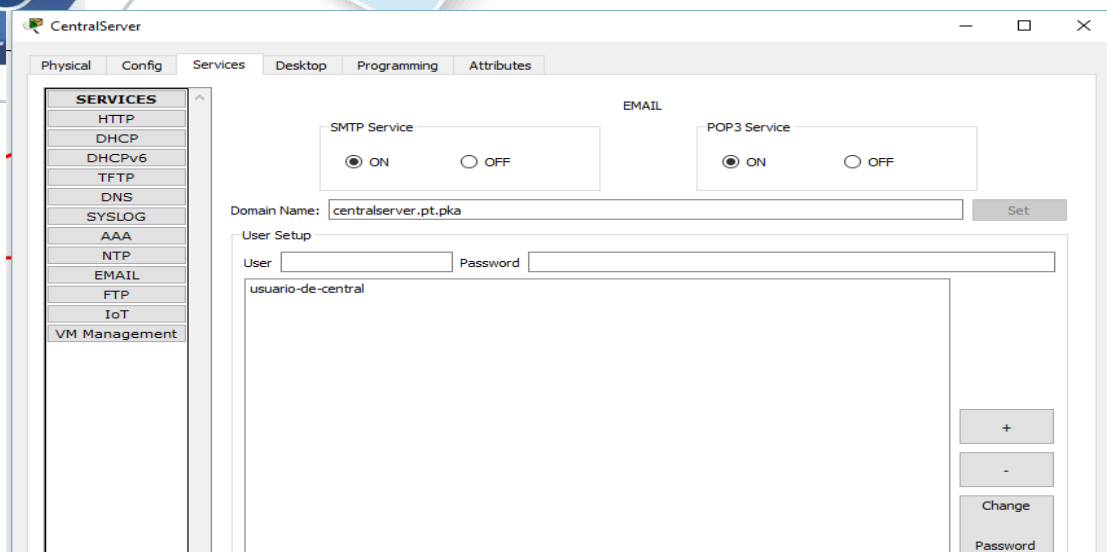 CentralServer
Physical Config Services Desktop Programming Attributes
SERVICES
HTTP
DHCP
DHCPv6
TFTP
DNS
SYSLOG
AAA
NTP
EMAIL
FTP
IoT
VM Management
EMAIL
SMTP Service
ON OFF
POP3 Service
ON OFF
Domain Name: centralserver.pt.pka Set
User Setup
User Password
usuario-de-central
+
-
Change
Password